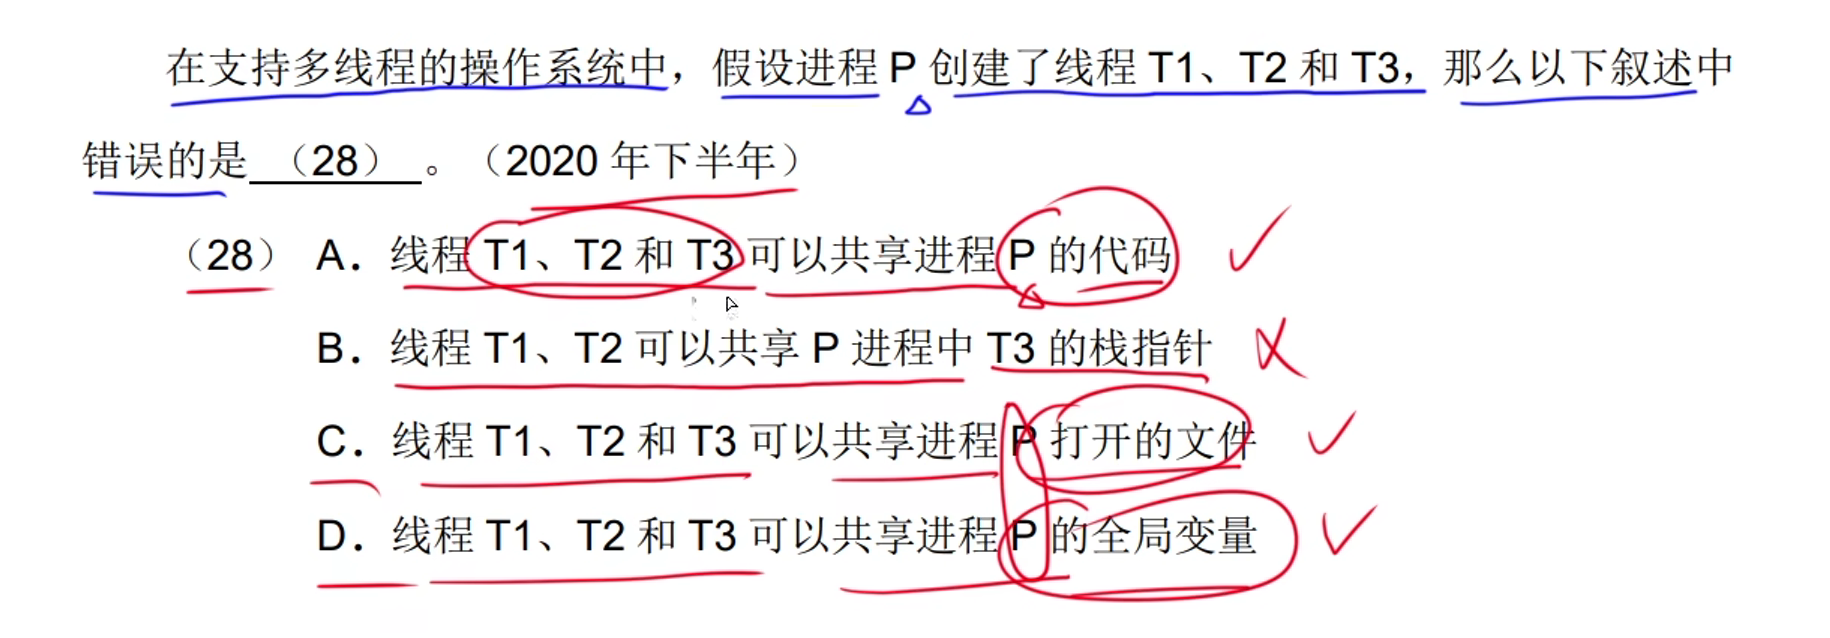 在支持多线程的操作系统中，假设进程 P 创建了线程 T1、T2 和 T3，那么以下叙述中
错误的是 （28） 。（2020 年下半年）
（28） A．线程 T1、T2 和 T3 可以共享进程 P 的代码
B．线程 T1、T2 可以共享 P 进程中 T3 的栈指针
C．线程 T1、T2 和 T3 可以共享进程 P 打开的文件
D．线程 T1、T2 和 T3 可以共享进程 P 的全局变量